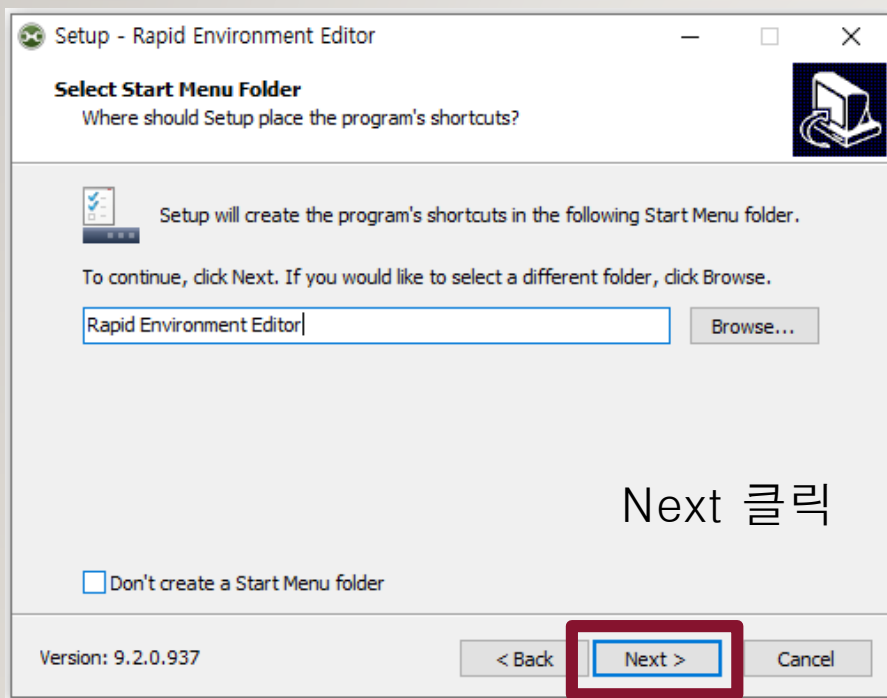 Setup - Rapid Environment Editor
Select Start Menu Folder
Where should Setup place the program's shortcuts?
Setup will create the program's shortcuts in the following Start Menu folder.
To continue, click Next. If you would like to select a different folder, click Browse.
Rapid Environment Editor
Browse...
Next 클릭
Don't create a Start Menu folder
Version: 9.2.0.937
< Back
Next >
Cancel